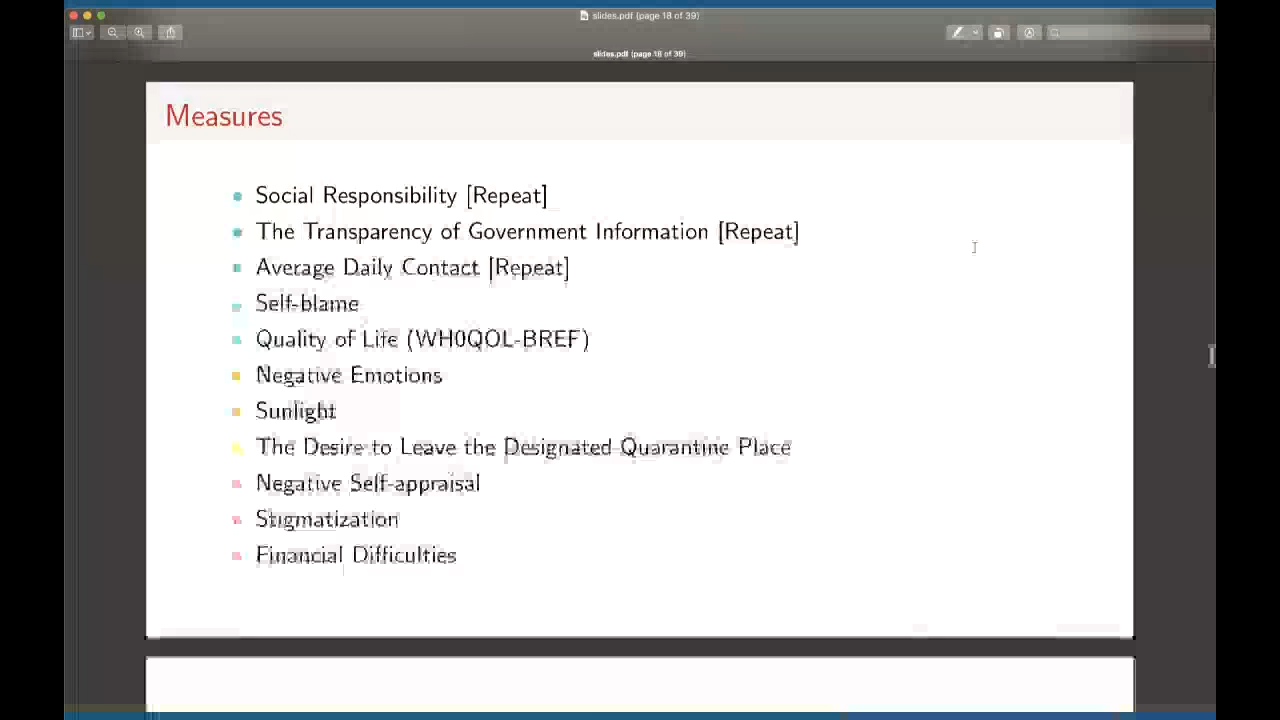 slides.pdf (page 18 of 39)
slides.pdf (page 18 of 39)
Measures
Social Responsibility [Repeat]
The Transparency of Government Information [Repeat]
Average Daily Contact [Repeat]
Self-blame
Quality of Life (WH0QOL-BREF)
Negative Emotions
Sunlight
The Desire to Leave the Designated Quarantine Place
Negative Self-appraisal
Stigmatization
Financial Difficulties